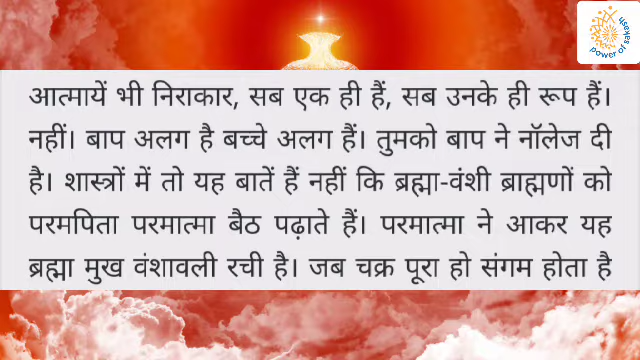 power of sakash
आत्मायें भी निराकार, सब एक ही हैं, सब उनके ही रूप हैं।
नहीं। बाप अलग है बच्चे अलग हैं। तुमको बाप ने नॉलेज दी
है। शास्त्रों में तो यह बातें हैं नहीं कि ब्रह्मा-वंशी ब्राह्मणों को
परमपिता परमात्मा बैठ पढ़ाते हैं। परमात्मा ने आकर यह
ब्रह्मा मुख वंशावली रची है। जब चक्र पूरा हो संगम होता है